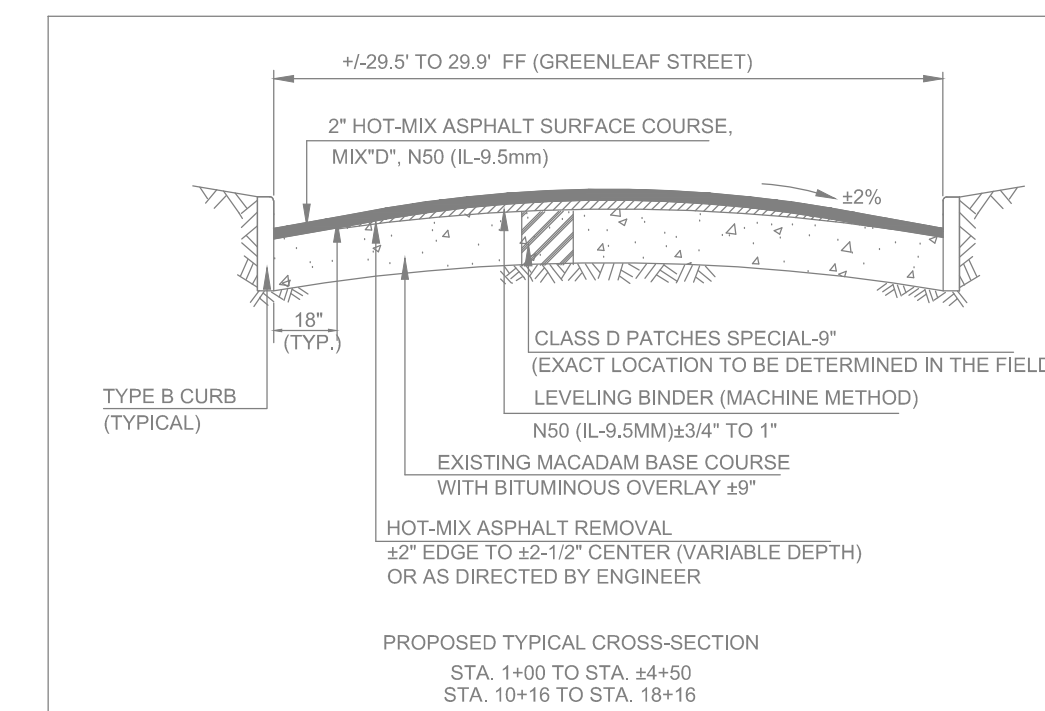 +/-29.5' TO 29.9' FF (GREENLEAF STREET)
2" HOT-MIX ASPHALT SURFACE COURSE,
MIX"D", N50 (IL-9.5mm)
±2%
18"
(TYP.)
CLASS D PATCHES SPECIAL-9"
(EXACT LOCATION TO BE DETERMINED IN THE FIELD
TYPE B CURB
(TYPICAL)
LEVELING BINDER (MACHINE METHOD)
N50 (IL-9.5MM)±3/4" TO 1"
EXISTING MACADAM BASE COURSE
WITH BITUMINOUS OVERLAY ±9"
HOT-MIX ASPHALT REMOVAL
±2" EDGE TO ±2-1/2" CENTER (VARIABLE DEPTH)
OR AS DIRECTED BY ENGINEER
PROPOSED TYPICAL CROSS-SECTION
STA. 1+00 TO STA. ±4+50
STA. 10+16 TO STA. 18+16